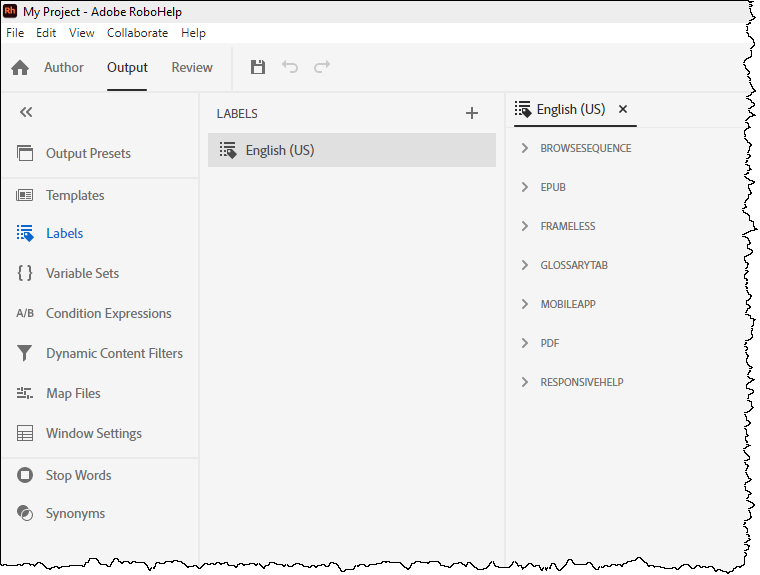 Rh My Project - Adobe RoboHelp
File Edit View Collaborate Help
Author Output Review
LABELS
English (US)
Output Presets
Templates
Labels
Variable Sets
A/B Condition Expressions
Dynamic Content Filters
Map Files
Window Settings
Stop Words
Synonyms
English (US)
BROWSESEQUENCE
EPUB
FRAMELESS
GLOSSARYTAB
MOBILEAPP
PDF
RESPONSIVEHELP